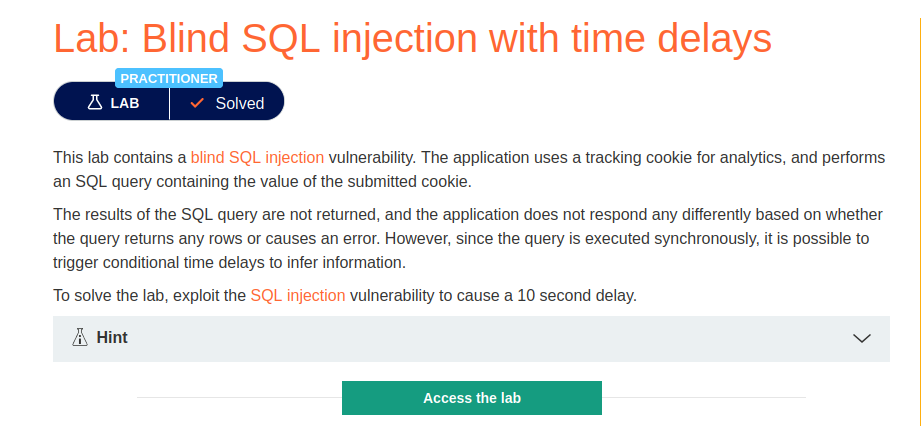 Lab: Blind SQL injection with time delays
PRACTITIONER
LAB
Solved
This lab contains a blind SQL injection vulnerability. The application uses a tracking cookie for analytics, and performs
an SQL query containing the value of the submitted cookie.
The results of the SQL query are not returned, and the application does not respond any differently based on whether
the query returns any rows or causes an error. However, since the query is executed synchronously, it is possible to
trigger conditional time delays to infer information.
To solve the lab, exploit the SQL injection vulnerability to cause a 10 second delay.
Hint
Access the lab